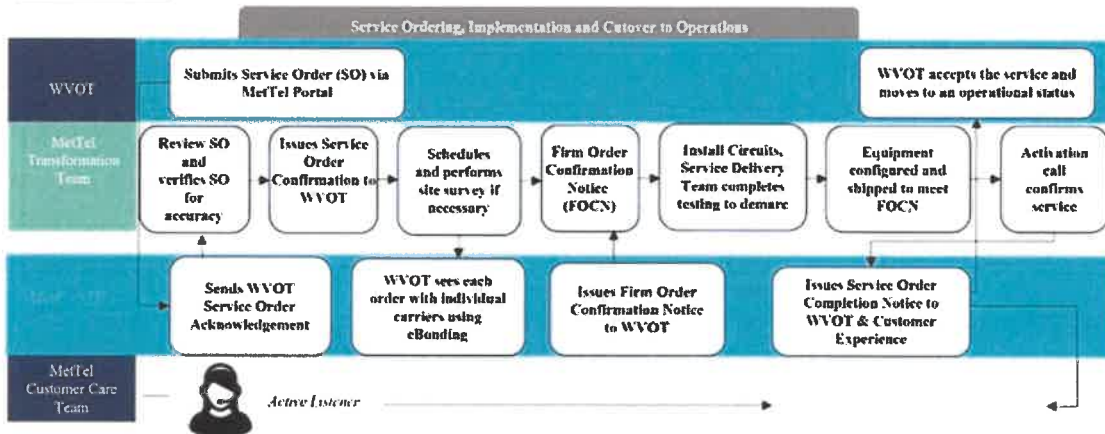 Service Ordering, Implementation and Cutover to Operations
WVOT
Submits Service Order (SO) via
MetTel Portal
WVOT accepts the service and
moves to an operational status
MetTel
Transformation
Team
Review SO
and
verifies SO
for
accuracy
Issues Service
Order
Confirmation to
WVOT
Schedules
and performs
site survey if
necessary
Firm Order
Confirmation
Notice
(FOCN)
Install Circuits,
Service Delivery
Team completes
testing to demarc
Equipment
configured and
shipped to meet
FOCN
Activation
call
confirms
service
Sends WVOT
Service Order
Acknowledgement
WVOT sees each
order with individual
carriers using
eBonding
Issues Firm Order
Confirmation Notice
to WVOT
Issues Service Order
Completion Notice to
WVOT & Customer
Experience
MetTel
Customer Care
Team
Active Listener